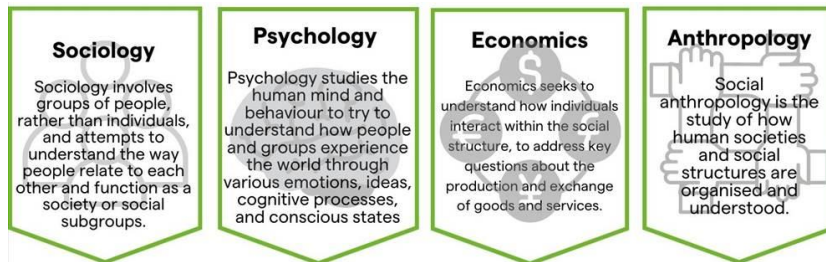 Sociology
Sociology involves
groups of people,
rather than individuals,
and attempts to
understand the way
people relate to each
other and function as a
society or social
subgroups.
Psychology
Psychology studies the
human mind and
behaviour to try to
understand how people
and groups experience
the world through
various emotions, ideas,
cognitive processes,
and conscious states
Economics
Economics seeks to
understand how individuals
interact within the social
structure, to address key
questions about the
production and exchange
of goods and services.
Anthropology
Social
anthropology is the
study of how
human societies
and social
structures are
organised and
understood.